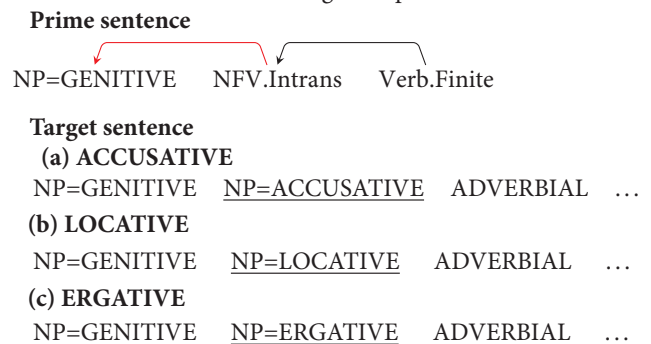 Prime sentence
NP=GENITIVE NFV.Intrans Verb.Finite
Target sentence
(a) ACCUSATIVE
NP=GENITIVE NP=ACCUSATIVE ADVERBIAL ...
(b) LOCATIVE
NP=GENITIVE NP=LOCATIVE ADVERBIAL ...
(c) ERGATIVE
NP=GENITIVE NP=ERGATIVE ADVERBIAL ...